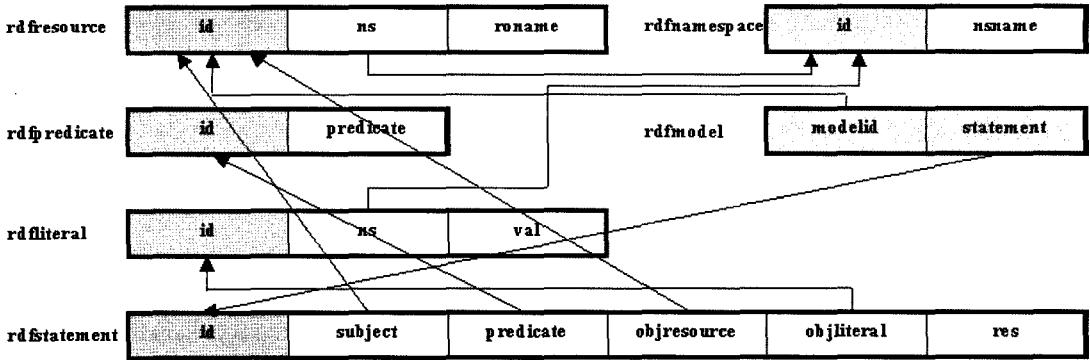 rdfresource id ns roname rdfnamespace id nsname
rdfpredicate id predicate rdfmodel modelid statement
rdfliteral id ns val
rdfstatement id subject predicate objresource objliteral res